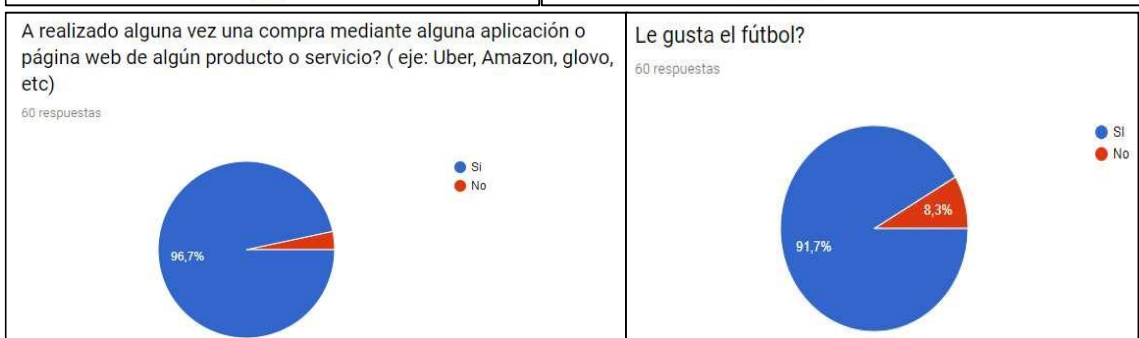 A realizado alguna vez una compra mediante alguna aplicación o
página web de algún producto o servicio? ( eje: Uber, Amazon, glovo,
etc)
60 respuestas
Si
No
96,7%
Le gusta el fútbol?
60 respuestas
SI
No
8,3%
91,7%